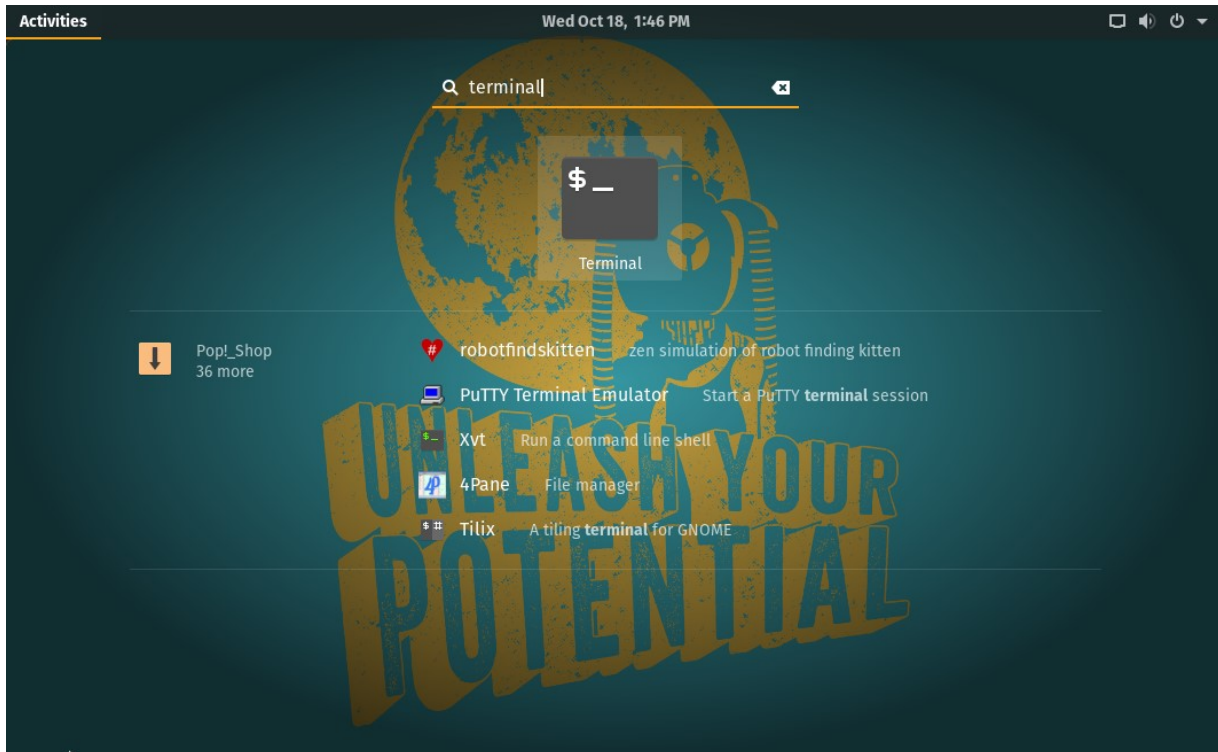 Activities
Wed Oct 18, 1:46 PM
terminal
$_
Terminal
Pop!_Shop
36 more
# robotfindskitten zen simulation of robot finding kitten
PuTTY Terminal Emulator Start a PuTTY terminal session
$_ Xvt Run a command line shell
4P 4Pane File manager
$ # Tilix A tiling terminal for GNOME
UNLEASH YOUR
POTENTIAL